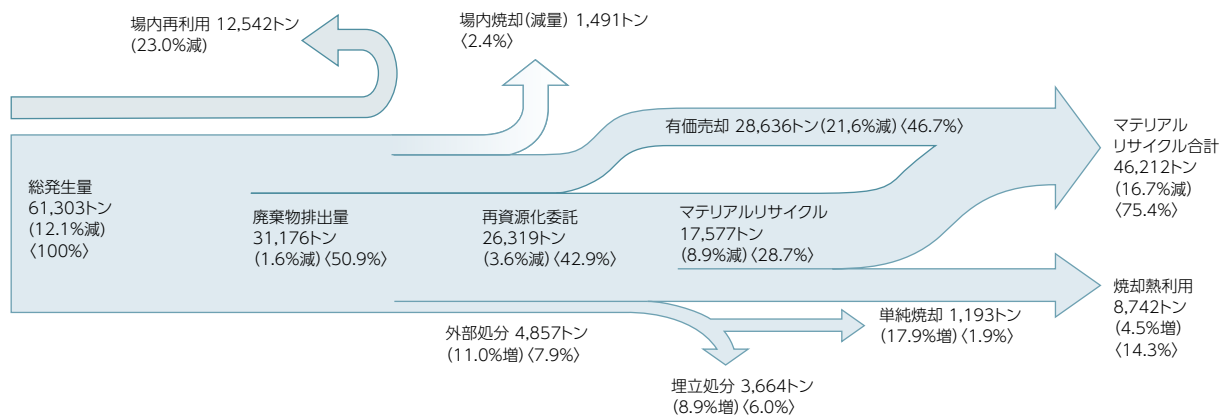 場内再利用 12,542トン
(23.0%減)
場内焼却(減量) 1,491トン
〈2.4%〉
有価売却 28,636トン(21,6%減)〈46.7%〉
マテリアル
リサイクル合計
46,212トン
(16.7%減)
〈75.4%〉
総発生量
61,303トン
(12.1%減)
〈100%〉
廃棄物排出量
31,176トン
(1.6%減)〈50.9%〉
再資源化委託
26,319トン
(3.6%減)〈42.9%〉
マテリアルリサイクル
17,577トン
(8.9%減)〈28.7%〉
焼却熱利用
8,742トン
(4.5%増)
〈14.3%〉
外部処分 4,857トン
(11.0%増)〈7.9%〉
単純焼却 1,193トン
(17.9%増)〈1.9%〉
埋立処分 3,664トン
(8.9%増)〈6.0%〉